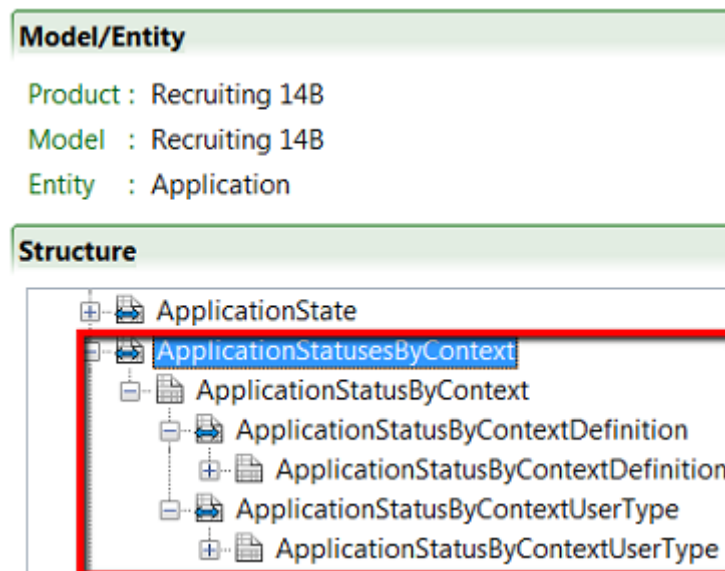 Model/Entity
Product : Recruiting 14B
Model : Recruiting 14B
Entity : Application
Structure
ApplicationState
ApplicationStatusesByContext
ApplicationStatusByContext
ApplicationStatusByContextDefinition
ApplicationStatusByContextDefinition
ApplicationStatusByContextUserType
ApplicationStatusByContextUserType